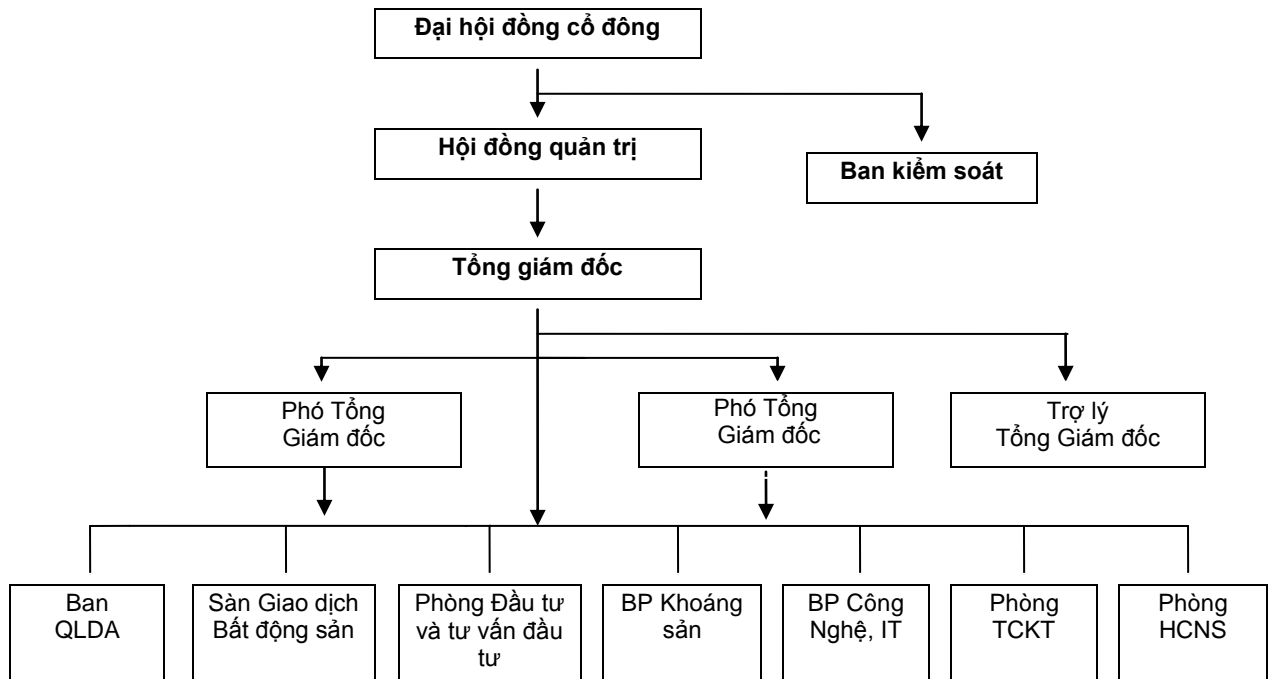 Đại hội đồng cổ đông
Hội đồng quản trị
Ban kiểm soát
Tổng giám đốc
Phó Tổng
Giám đốc
Phó Tổng
Giám đốc
Trợ lý
Tổng Giám đốc
Ban
QLDA
Sàn Giao dịch
Bất động sản
Phòng Đầu tư
và tư vấn đầu
tư
BP Khoáng
sản
BP Công
Nghệ, IT
Phòng
TCKT
Phòng
HCNS